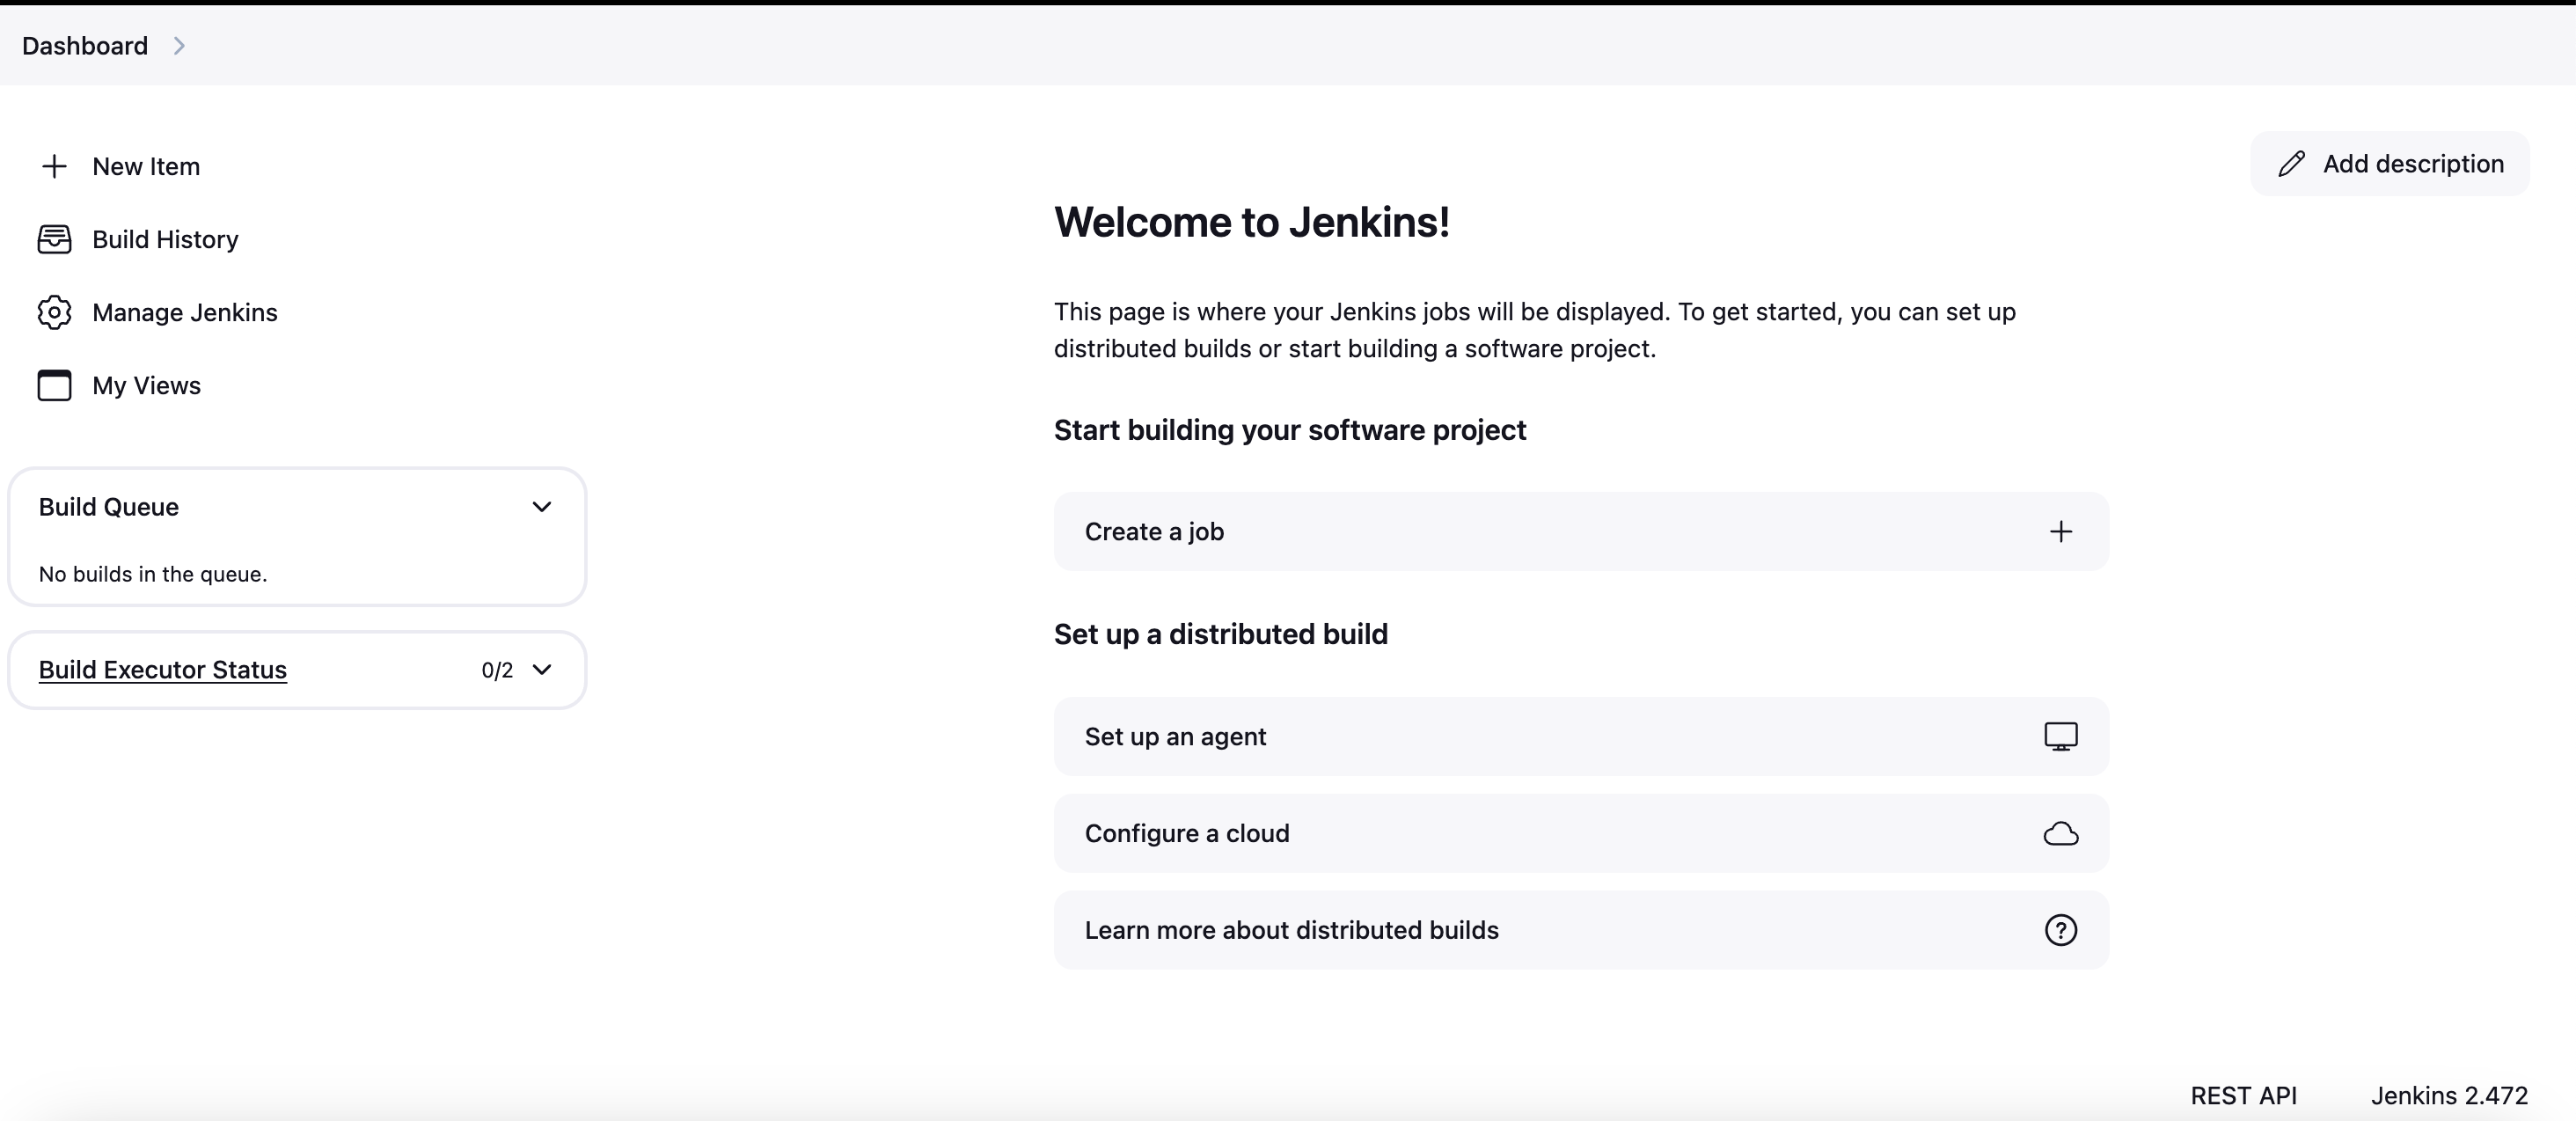 Dashboard
New Item
Build History
Manage Jenkins
My Views
Build Queue
No builds in the queue.
Build Executor Status 0/2
Add description
Welcome to Jenkins!
This page is where your Jenkins jobs will be displayed. To get started, you can set up
distributed builds or start building a software project.
Start building your software project
Create a job
Set up a distributed build
Set up an agent
Configure a cloud
Learn more about distributed builds
REST API Jenkins 2.472